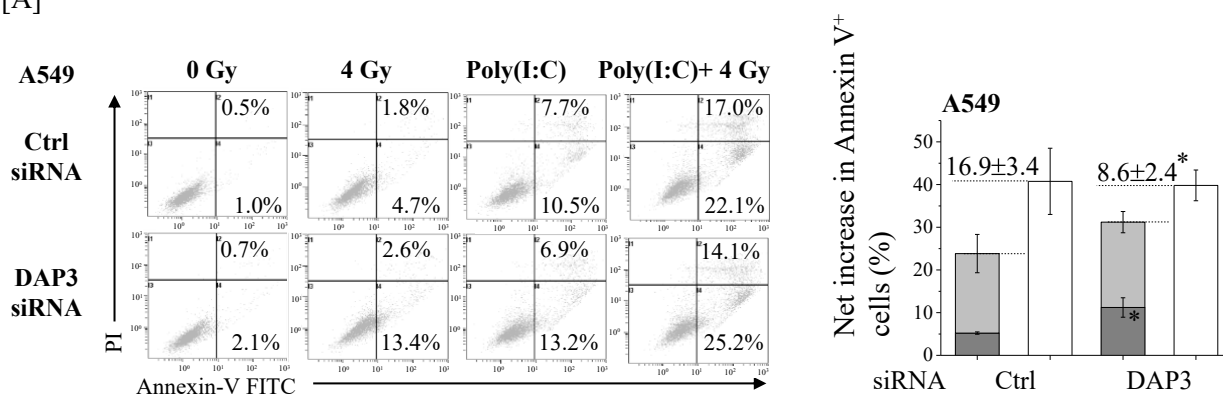 [A]
A549 0 Gy 4 Gy Poly(I:C) Poly(I:C)+ 4 Gy
Ctrl siRNA
0.5% 1.8% 7.7% 17.0%
1.0% 4.7% 10.5% 22.1%
DAP3 siRNA
0.7% 2.6% 6.9% 14.1%
2.1% 13.4% 13.2% 25.2%
PI
Annexin-V FITC
Net increase in Annexin V+
cells (%)
A549
50
40
30
20
10
0
16.9±3.4
8.6±2.4*
*
siRNA Ctrl DAP3